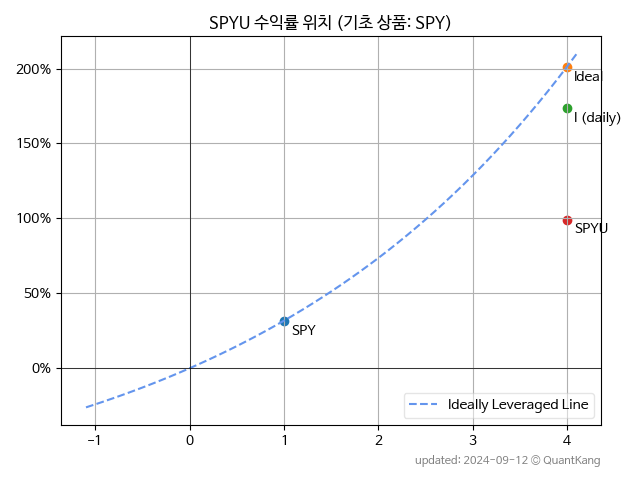 SPYU 수익률 위치 (기초 상품: SPY)
200%
150%
100%
50%
0%
Ideal
I (daily)
SPYU
SPY
Ideally Leveraged Line
−1
0
1
2
3
4
updated: 2024-09-12 © QuantKang